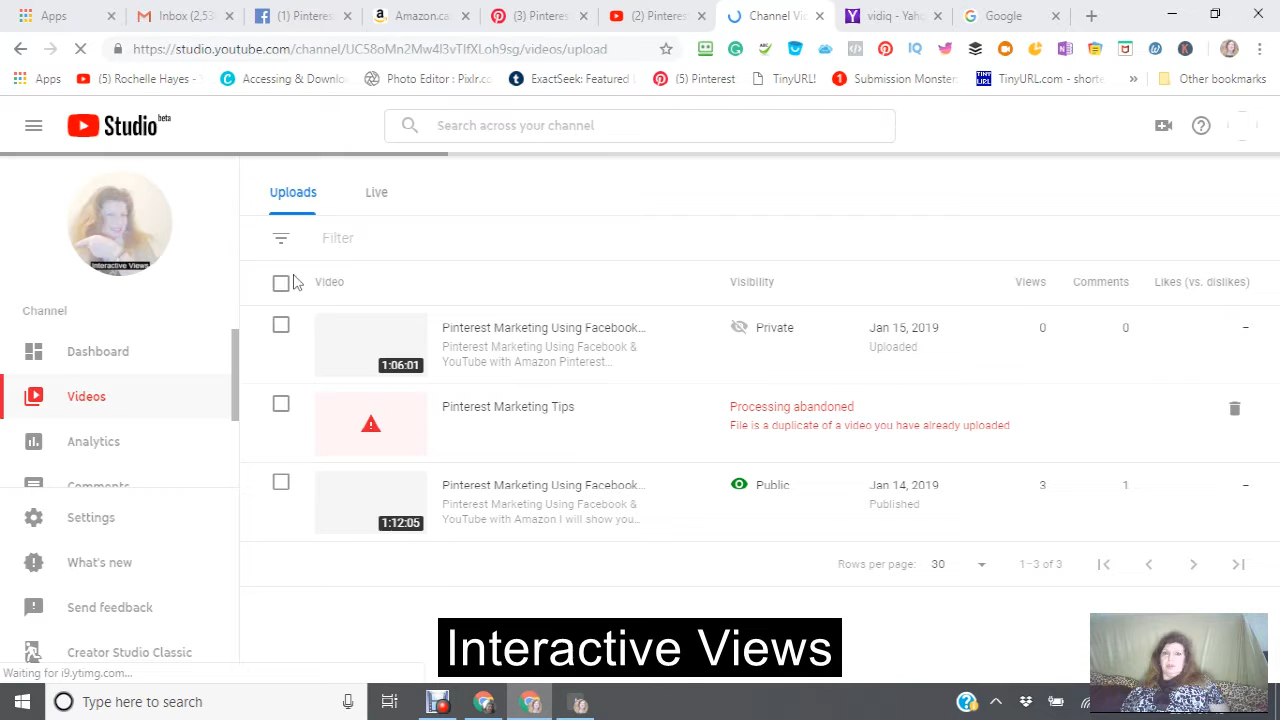 Apps
Inbox (2,53
(1) Pinteres
Amazon.ca
(3) Pinteres
(2) Pinteres
Channel Vid
vidiq - Yaho
Google
https://studio.youtube.com/channel/
/videos/upload
Apps
(5) Rochelle Hayes -
Accessing & Downlo
Photo Editor: Pixlr.co
ExactSeek: Featured
(5) Pinterest
TinyURL!
Submission Monster
TinyURL.com - shorte
»
Other bookmarks
Studio beta
Search across your channel
Interactive Views
Channel
Dashboard
Videos
Analytics
Comments
Settings
What's new
Send feedback
Creator Studio Classic
Waiting for i9.ytimg.com...
Uploads
Live
Filter
Video
Visibility
Views
Comments
Likes (vs. dislikes)
1:06:01
Pinterest Marketing Using Facebook...
Pinterest Marketing Using Facebook &
YouTube with Amazon Pinterest...
Private
Jan 15, 2019
Uploaded
0
0
–
Pinterest Marketing Tips
Processing abandoned
File is a duplicate of a video you have already uploaded
1:12:05
Pinterest Marketing Using Facebook...
Pinterest Marketing Using Facebook &
YouTube with Amazon I will show you...
Public
Jan 14, 2019
Published
3
1
–
Rows per page:
30
1–3 of 3
Interactive Views
Type here to search